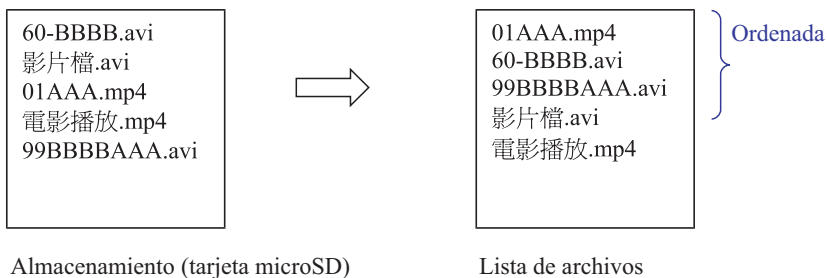 60-BBBB.avi
影片檔.avi
01AAA.mp4
電影播放.mp4
99BBBBAAA.avi
01AAA.mp4
60-BBBB.avi
99BBBBAAA.avi
影片檔.avi
電影播放.mp4
Ordenada
Almacenamiento (tarjeta microSD)
Lista de archivos